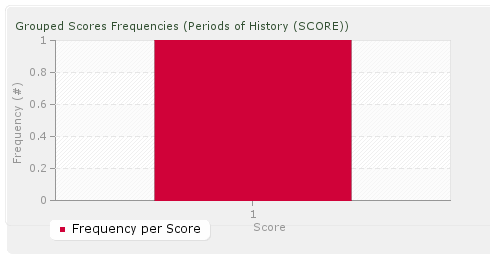 Grouped Scores Frequencies (Periods of History (SCORE))
1
0.8
0.6
0.4
0.2
0
Frequency (#)
1
Score
Frequency per Score